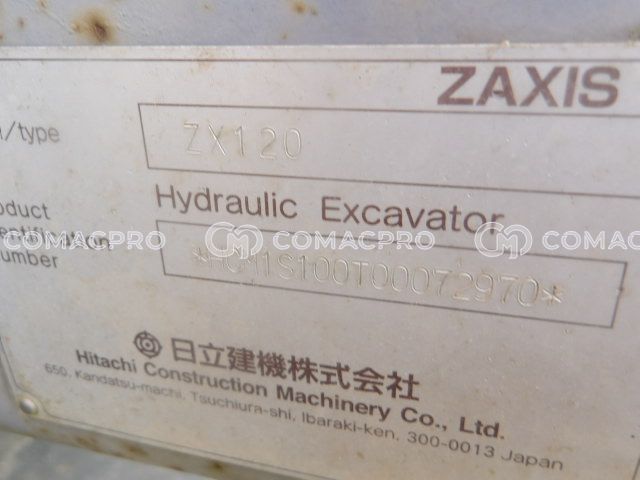 ZAXIS
/type
ZX120
Hydraulic Excavator
oduct
entification
umber
*HCM1S100T00072970*
COMACPRO COMACPRO COMACPRO
日立建機株式会社
Hitachi Construction Machinery Co., Ltd.
650, Kandatsu-machi, Tsuchiura-shi, Ibaraki-ken, 300-0013 Japan